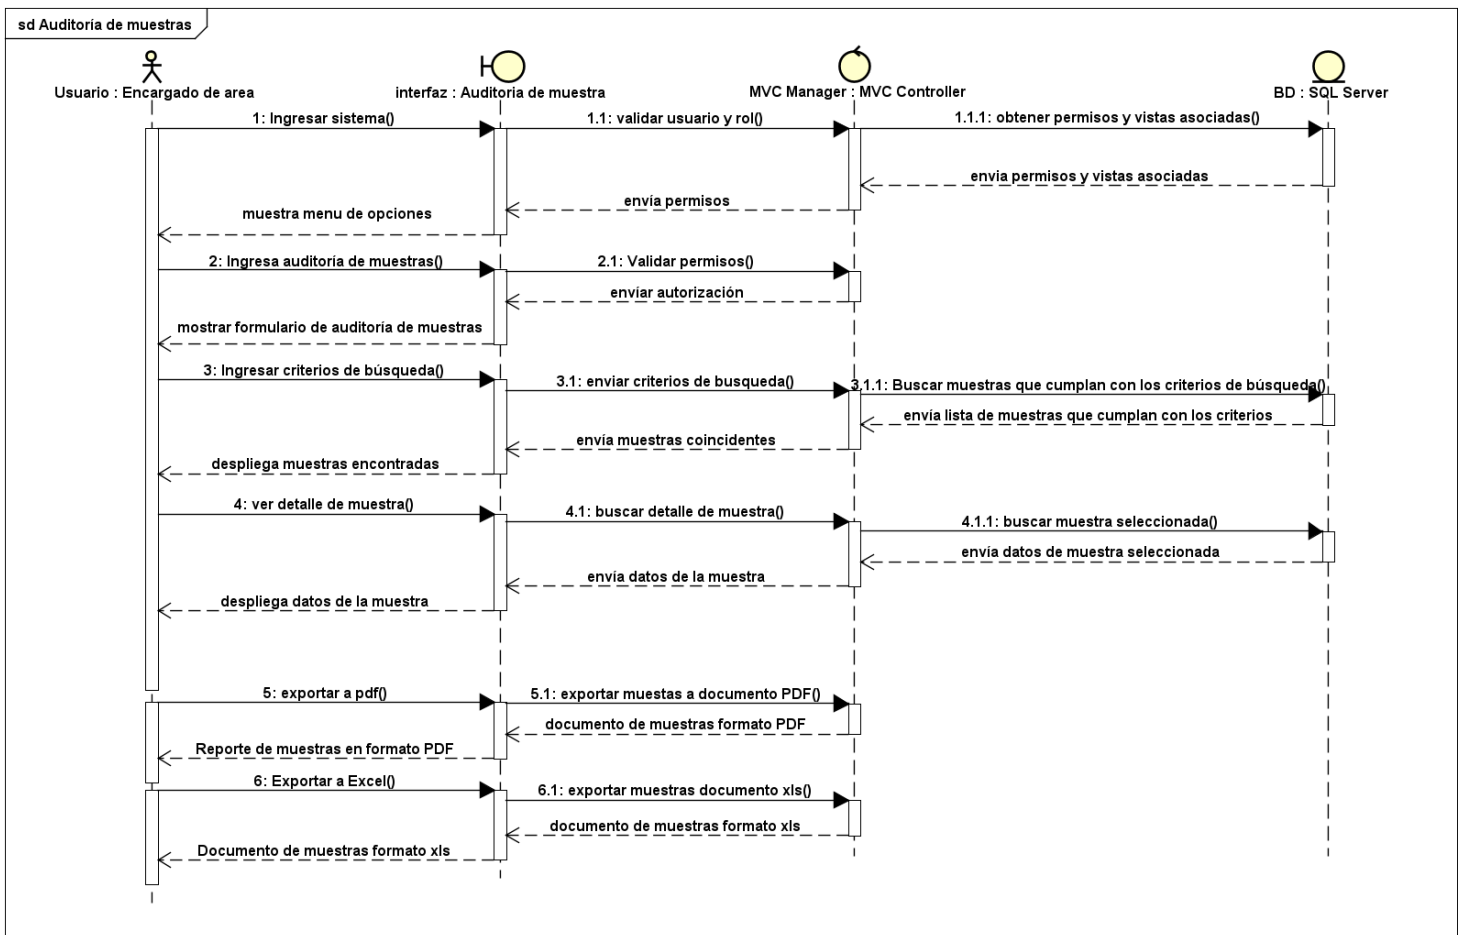 sd Auditoría de muestras
Usuario : Encargado de area
interfaz : Auditoria de muestra
MVC Manager : MVC Controller
BD : SQL Server
1: Ingresar sistema()
1.1: validar usuario y rol()
1.1.1: obtener permisos y vistas asociadas()
envia permisos y vistas asociadas
envía permisos
muestra menu de opciones
2: Ingresa auditoría de muestras()
2.1: Validar permisos()
envíar autorización
mostrar formulario de auditoría de muestras
3: Ingresar criterios de búsqueda()
3.1: enviar criterios de busqueda()
3.1.1: Buscar muestras que cumplan con los criterios de búsqueda()
envía lista de muestras que cumplan con los criterios
envía muestras coincidentes
despliega muestras encontradas
4: ver detalle de muestra()
4.1: buscar detalle de muestra()
4.1.1: buscar muestra seleccionada()
envía datos de muestra seleccionada
envía datos de la muestra
despliega datos de la muestra
5: exportar a pdf()
5.1: exportar muestas a documento PDF()
documento de muestras formato PDF
Reporte de muestras en formato PDF
6: Exportar a Excel()
6.1: exportar muestras documento xls()
documento de muestras formato xls
Documento de muestras formato xls